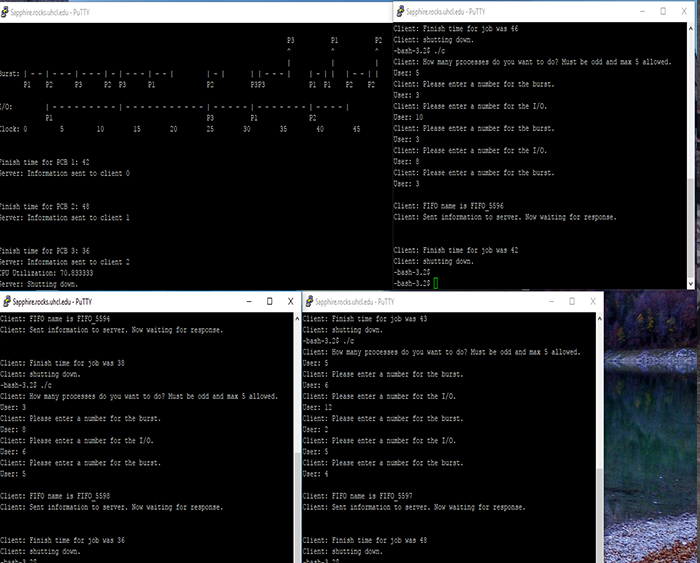 Sapphire.rocks.uhcl.edu - PuTTY
P3 P1 P2
^ ^ ^
Burst:
P1 P2 P3 P3 P1 P2 P3P3 P1 P1 P2 P2
I/O:
P1 P3 P1 P2
Clock: 0 5 10 15 20 25 30 35 40 45
Finish time for PCB 1: 42
Server: Information sent to client 0
Finish time for PCB 2: 48
Server: Information sent to client 1
Finish time for PCB 3: 36
Server: Information sent to client 2
CPU Utilization: 70.833333
Server: Shutting down.
Sapphire.rocks.uhcl.edu - PuTTY
Client: Finish time for job was 46
Client: shutting down.
-bash-3.2$ ./c
Client: How many processes do you want to do? Must be odd and max 5 allowed.
User: 5
Client: Please enter a number for the burst.
User: 3
Client: Please enter a number for the I/O.
User: 10
Client: Please enter a number for the burst.
User: 3
Client: Please enter a number for the I/O.
User: 8
Client: Please enter a number for the burst.
User: 3
Client: FIFO name is FIFO_5596
Client: Sent information to server. Now waiting for response.
Client: Finish time for job was 42
Client: shutting down.
-bash-3.2$
-bash-3.2$
Sapphire.rocks.uhcl.edu - PuTTY
Client: FIFO name is FIFO_5594
Client: Sent information to server. Now waiting for response.
Client: Finish time for job was 38
Client: shutting down.
-bash-3.2$ ./c
Client: How many processes do you want to do? Must be odd and max 5 allowed.
User: 3
Client: Please enter a number for the burst.
User: 8
Client: Please enter a number for the I/O.
User: 6
Client: Please enter a number for the burst.
User: 5
Client: FIFO name is FIFO_5598
Client: Sent information to server. Now waiting for response.
Client: Finish time for job was 36
Client: shutting down.
-bash-3.2$
Sapphire.rocks.uhcl.edu - PuTTY
Client: Finish time for job was 43
Client: shutting down.
-bash-3.2$ ./c
Client: How many processes do you want to do? Must be odd and max 5 allowed.
User: 5
Client: Please enter a number for the burst.
User: 6
Client: Please enter a number for the I/O.
User: 12
Client: Please enter a number for the burst.
User: 2
Client: Please enter a number for the I/O.
User: 5
Client: Please enter a number for the burst.
User: 4
Client: FIFO name is FIFO_5597
Client: Sent information to server. Now waiting for response.
Client: Finish time for job was 48
Client: shutting down.
-bash-3.2$